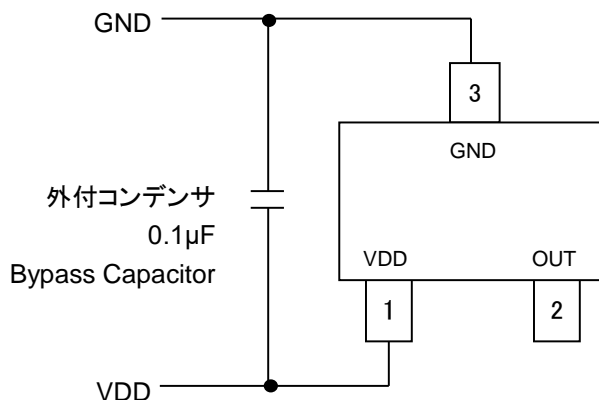 GND
3
GND
外付コンデンサ
0.1µF
Bypass Capacitor
VDD
OUT
1
2
VDD